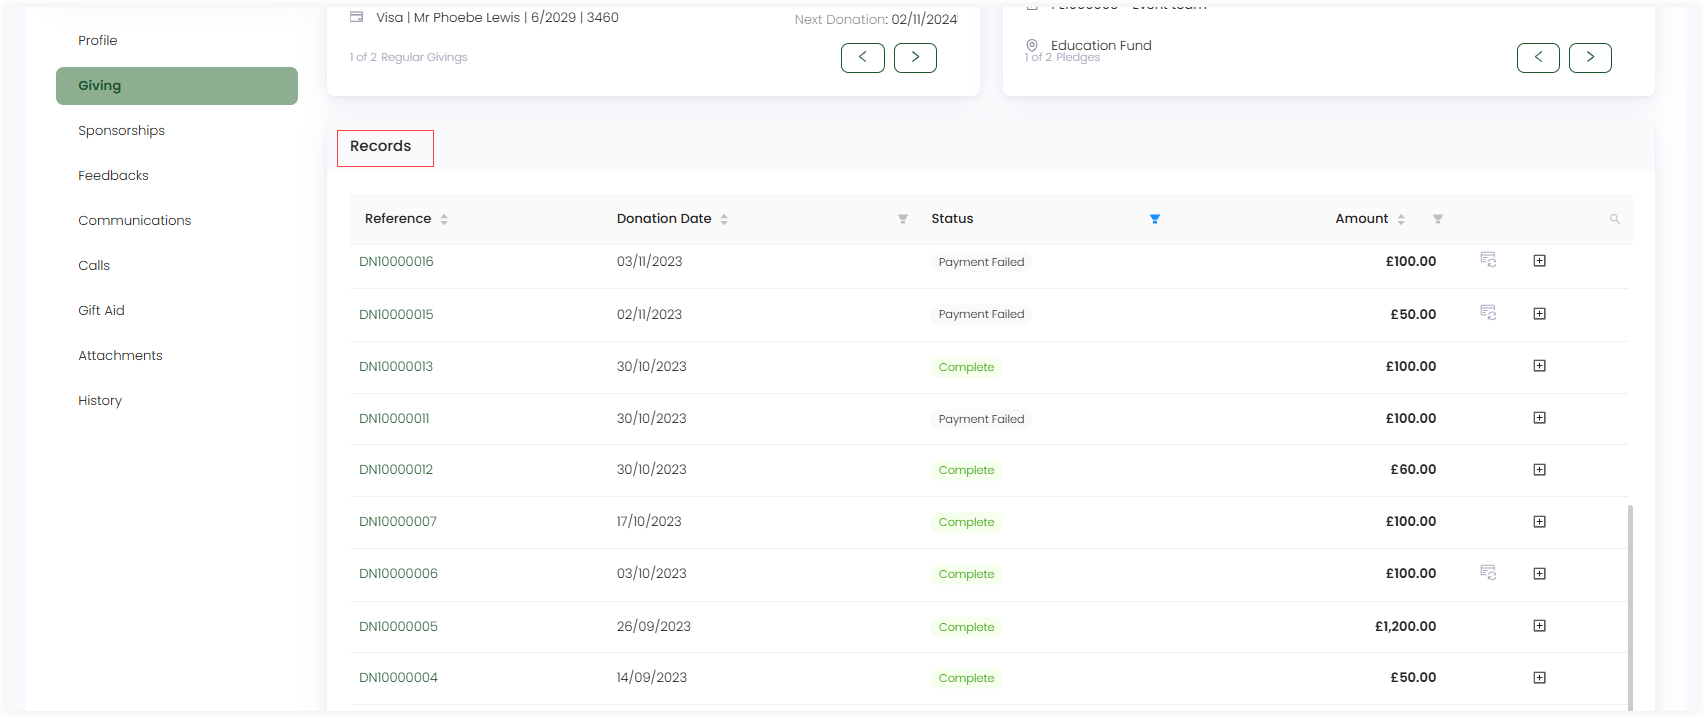 Profile
Giving
Sponsorships
Feedbacks
Communications
Calls
Gift Aid
Attachments
History
Visa | Mr Phoebe Lewis | 6/2029 | 3460
Next Donation: 02/11/2024
1 of 2 Regular Givings
Education Fund
1 of 2 Pledges
Records
Reference Donation Date Status Amount
DN10000016 03/11/2023 Payment Failed £100.00
DN10000015 02/11/2023 Payment Failed £50.00
DN10000013 30/10/2023 Complete £100.00
DN10000011 30/10/2023 Payment Failed £100.00
DN10000012 30/10/2023 Complete £60.00
DN10000007 17/10/2023 Complete £100.00
DN10000006 03/10/2023 Complete £100.00
DN10000005 26/09/2023 Complete £1,200.00
DN10000004 14/09/2023 Complete £50.00